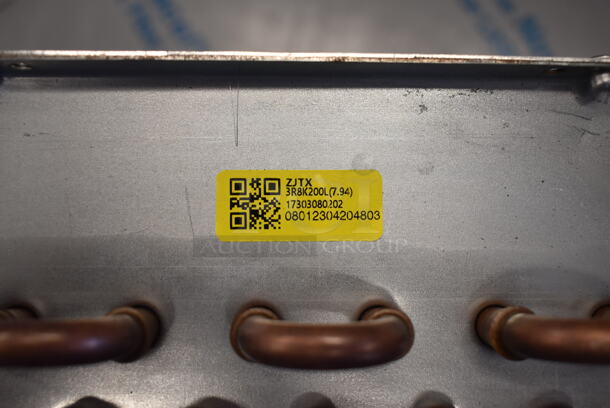 ZJTX
3R8K200L(7.94)
17303080202
08012304204803
AUCTION GROUP